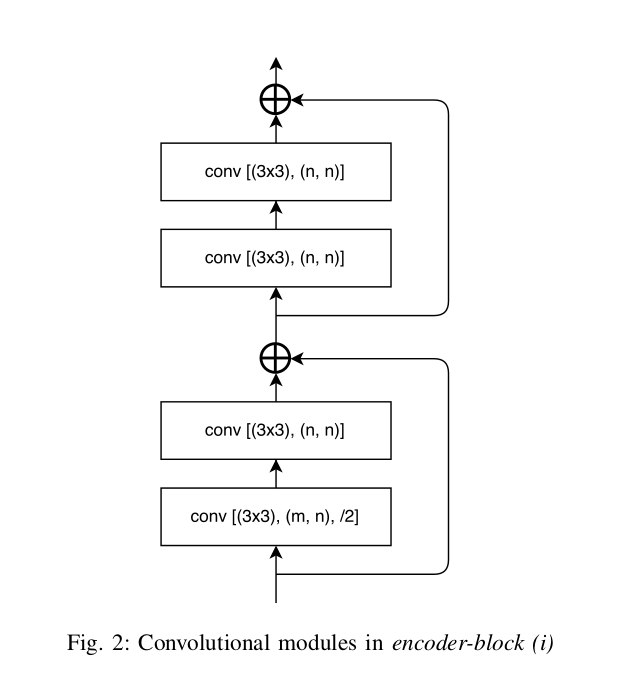 conv [(3x3), (n, n)]
conv [(3x3), (n, n)]
conv [(3x3), (n, n)]
conv [(3x3), (m, n), /2]
Fig. 2: Convolutional modules in encoder-block (i)